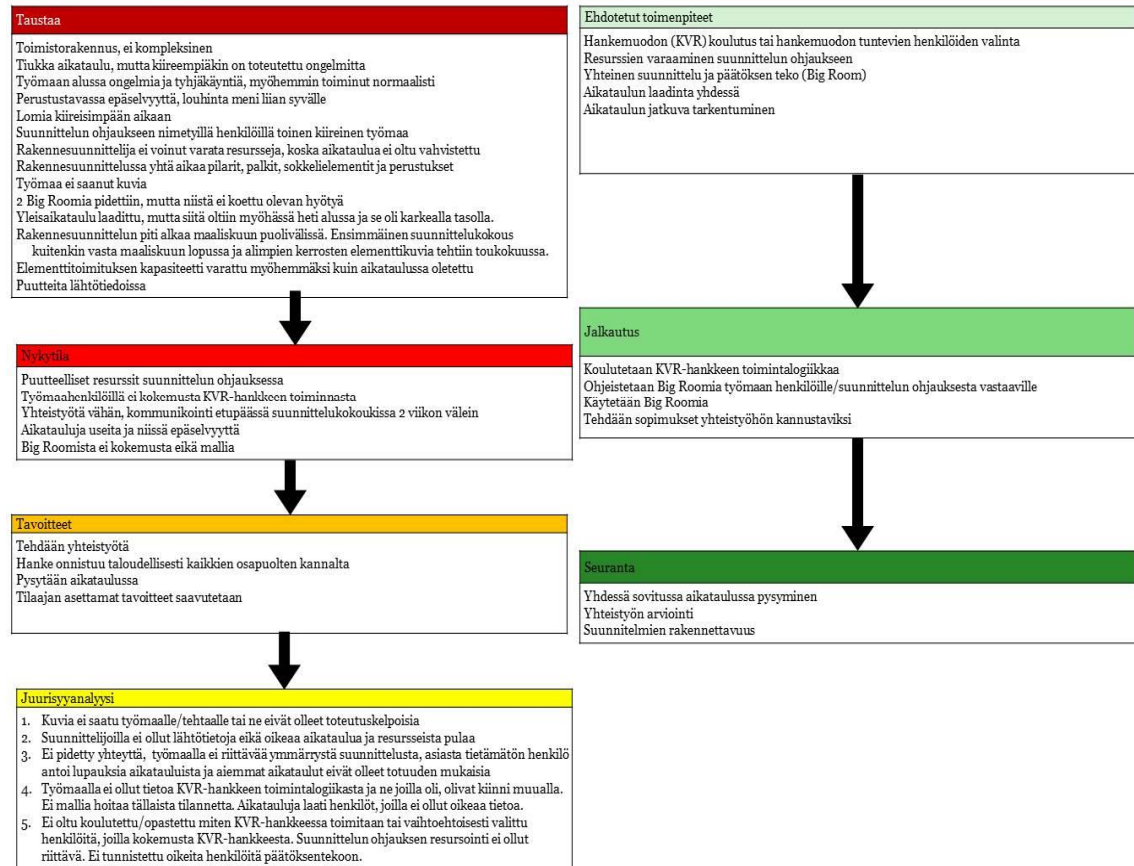 Taustaa
Toimistorakennus, ei kompleksinen
Tiukka aikataulu, mutta kiireempiäkin on toteutettu ongelmitta
Työmaan alussa ongelmia ja tyhjäkäyntiä, myöhemmin toiminut normaalisti
Perustustavassa epäselvyyttä, louhinta meni liian syvälle
Lomia kiireisimpään aikaan
Suunnittelun ohjaukseen nimetyillä henkilöillä toinen kiireinen työmaa
Rakennesuunnittelija ei voinut varata resursseja, koska aikataulua ei oltu vahvistettu
Rakennesuunnittelussa yhtä aikaa pilarit, palkit, sokkelielementit ja perustukset
Työmaa ei saanut kuvia
2 Big Roomia pidettiin, mutta niistä ei koettu olevan hyötyä
Yleisaikataulu laadittu, mutta siitä oltiin myöhässä heti alussa ja se oli karkealla tasolla.
Rakennesuunnittelun piti alkaa maaliskuun puolivälissä. Ensimmäinen suunnittelukokous
kuitenkin vasta maaliskuun lopussa ja alimpien kerrosten elementtikuvia tehtiin toukokuussa.
Elementtitoimituksen kapasiteetti varattu myöhemmäksi kuin aikataulussa oletettu
Puutteita lähtötiedoissa
Nykytila
Puutteelliset resurssit suunnittelun ohjauksessa
Työmaahenkilöillä ei kokemusta KVR-hankkeen toiminnasta
Yhteistyötä vähän, kommunikointi etupäässä suunnittelukokouksissa 2 viikon välein
Aikatauluja useita ja niissä epäselvyyttä
Big Roomista ei kokemusta eikä mallia
Tavoitteet
Tehdään yhteistyötä
Hanke onnistuu taloudellisesti kaikkien osapuolten kannalta
Pysytään aikataulussa
Tilaajan asettamat tavoitteet saavutetaan
Juurisyyanalyysi
1. Kuvia ei saatu työmaalle/tehtaalle tai ne eivät olleet toteutuskelpoisia
2. Suunnittelijoilla ei ollut lähtötietoja eikä oikeaa aikataulua ja resursseista pulaa
3. Ei pidetty yhteyttä, työmaalla ei riittävää ymmärrystä suunnittelusta, asiasta tietämätön henkilö
antoi lupauksia aikatauluista ja aiemmat aikataulut eivät olleet totuuden mukaisia
4. Työmaalla ei ollut tietoa KVR-hankkeen toimintalogiikasta ja ne joilla oli, olivat kiinni muualla.
Ei mallia hoitaa tällaista tilannetta. Aikatauluja laati henkilöt, joilla ei ollut oikeaa tietoa.
5. Ei oltu koulutettu/opastettu miten KVR-hankkeessa toimitaan tai vaihtoehtoisesti valittu
henkilöitä, joilla kokemusta KVR-hankkeesta. Suunnittelun ohjauksen resursointi ei ollut
riittävä. Ei tunnistettu oikeita henkilöitä päätöksentekoon.
Ehdotetut toimenpiteet
Hankemuodon (KVR) koulutus tai hankemuodon tuntevien henkilöiden valinta
Resurssien varaaminen suunnittelun ohjaukseen
Yhteinen suunnittelu ja päätöksen teko (Big Room)
Aikataulun laadinta yhdessä
Aikataulun jatkuva tarkentuminen
Jalkautus
Koulutetaan KVR-hankkeen toimintalogiikkaa
Ohjeistetaan Big Roomia työmaan henkilöille/suunnittelun ohjauksesta vastaaville
Käytetään Big Roomia
Tehdään sopimukset yhteistyöhön kannustaviksi
Seuranta
Yhdessä sovitussa aikataulussa pysyminen
Yhteistyön arviointi
Suunnitelmien rakennettavuus